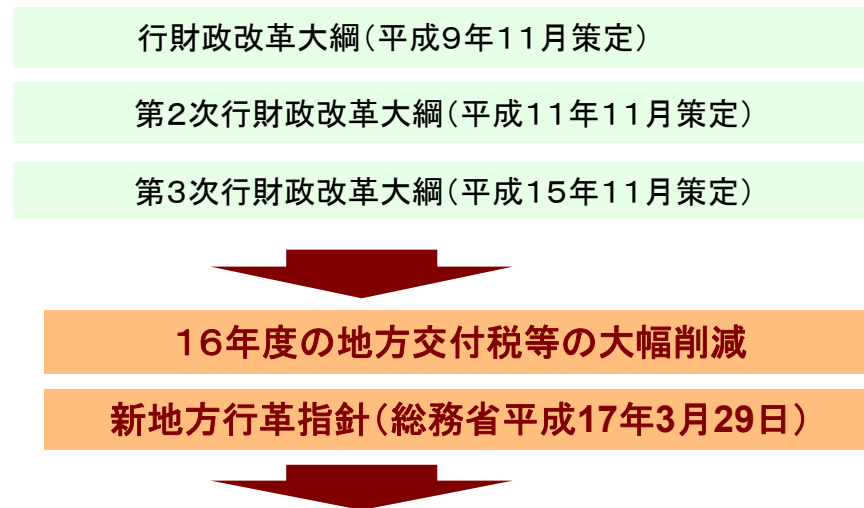 行財政改革大綱（平成９年１１月策定）
第２次行財政改革大綱（平成１１年１１月策定）
第３次行財政改革大綱（平成１５年１１月策定）
１６年度の地方交付税等の大幅削減
新地方行革指針（総務省平成17年3月29日）